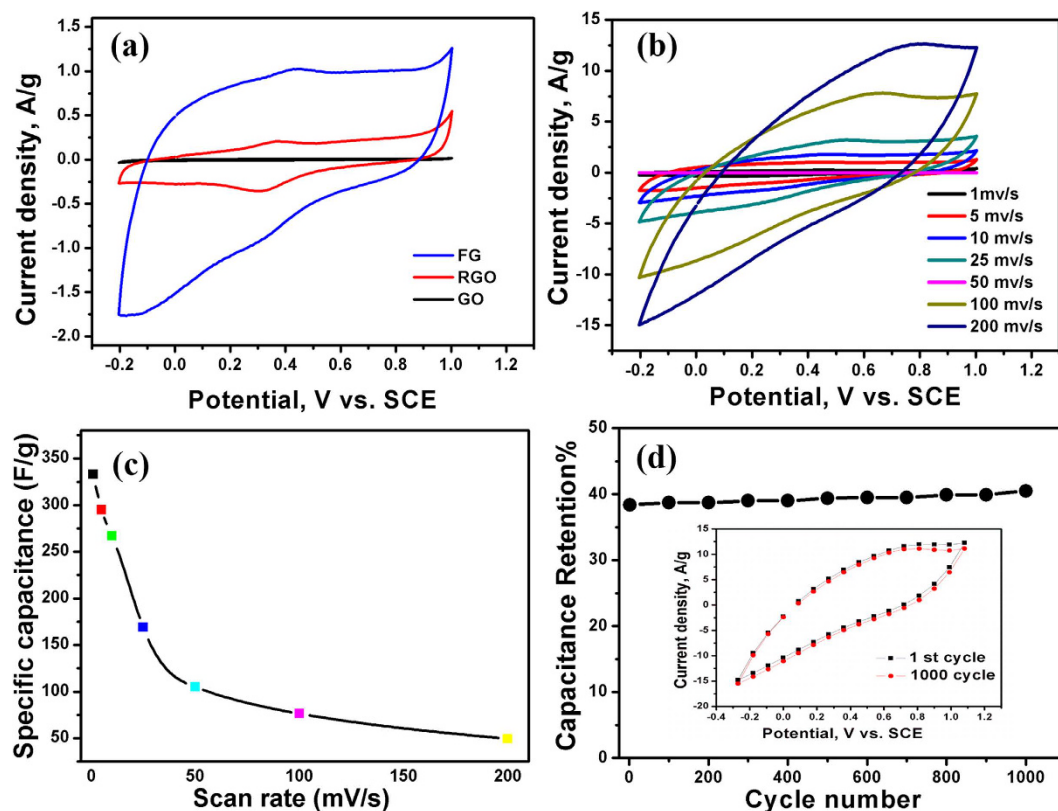 (a)
Current density, A/g
1.0
0.5
0.0
-0.5
-1.0
-1.5
-2.0
FG
RGO
GO
-0.2 0.0 0.2 0.4 0.6 0.8 1.0
Potential, V vs. SCE
(b)
Current density, A/g
15
10
5
0
-5
-10
-15
1mv/s
5 mv/s
10 mv/s
25 mv/s
50 mv/s
100 mv/s
200 mv/s
-0.2 0.0 0.2 0.4 0.6 0.8 1.0 1.2
Potential, V vs. SCE
(c)
Specific capacitance (F/g)
350
300
250
200
150
100
50
0 50 100 150 200
Scan rate (mV/s)
(d)
Capacitance Retention%
50
40
30
20
10
0
0 200 400 600 800 1000
Cycle number
Current density, A/g
15
10
5
0
-5
-10
-15
-20
1 st cycle
1000 cycle
-0.4 -0.2 0.0 0.2 0.4 0.6 0.8 1.0 1.2
Potential, V vs. SCE